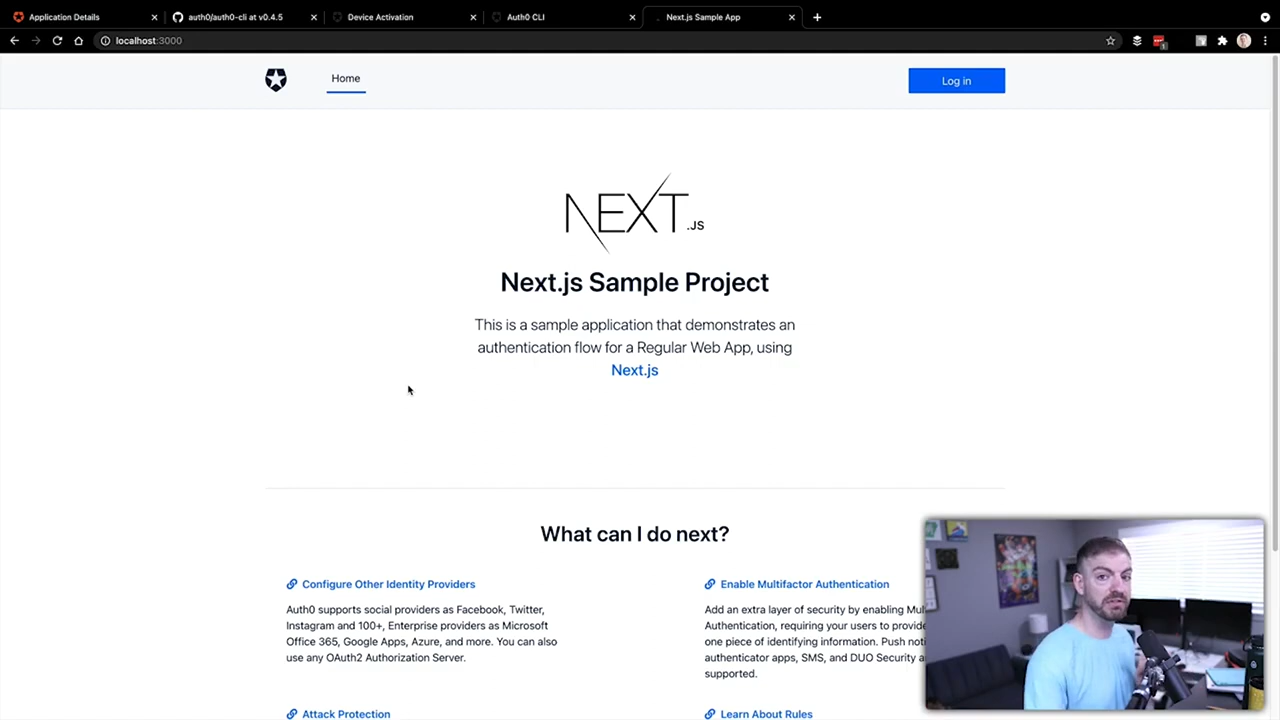 Application Details
auth0/auth0-cli at v0.4.5
Device Activation
Auth0 CLI
Next.js Sample App
localhost:3000
Home
Log in
NEXT.JS
Next.js Sample Project
This is a sample application that demonstrates an
authentication flow for a Regular Web App, using
Next.js
What can I do next?
Configure Other Identity Providers
Auth0 supports social providers as Facebook, Twitter,
Instagram and 100+, Enterprise providers as Microsoft
Office 365, Google Apps, Azure, and more. You can also
use any OAuth2 Authorization Server.
Enable Multifactor Authentication
Add an extra layer of security by enabling Mul
Authentication, requiring your users to provide
one piece of identifying information. Push noti
authenticator apps, SMS, and DUO Security a
supported.
Attack Protection
Learn About Rules